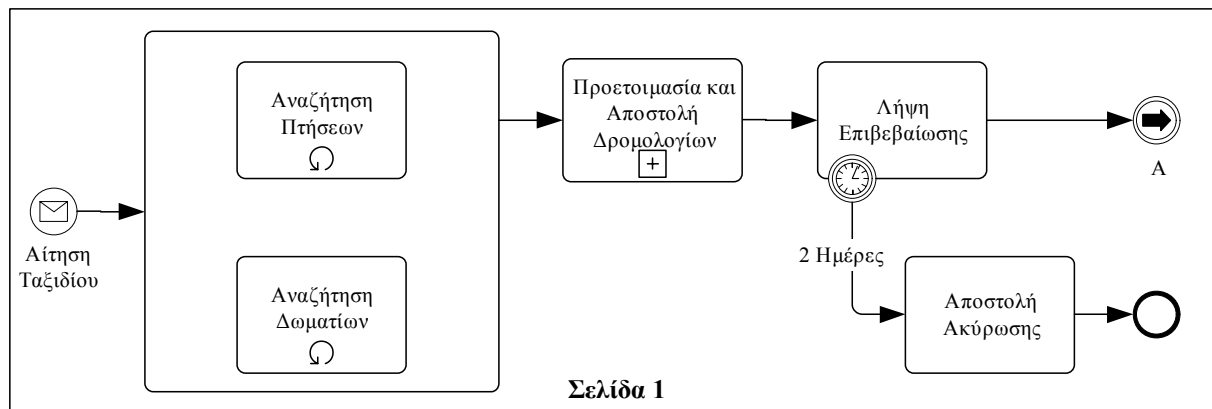 Αίτηση
Ταξιδίου
Αναζήτηση
Πτήσεων
Αναζήτηση
Δωματίων
Προετοιμασία και
Αποστολή
Δρομολογίων
Λήψη
Επιβεβαίωσης
Α
2 Ημέρες
Αποστολή
Ακύρωσης
Σελίδα 1